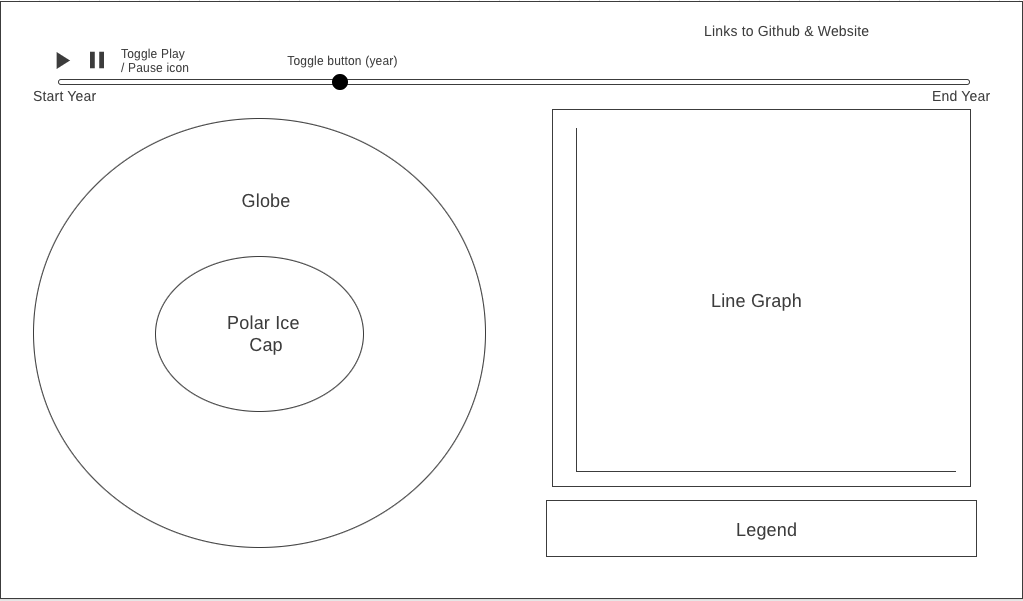 Links to Github & Website
Toggle Play
/ Pause icon
Toggle button (year)
Start Year
End Year
Globe
Polar Ice
Cap
Line Graph
Legend